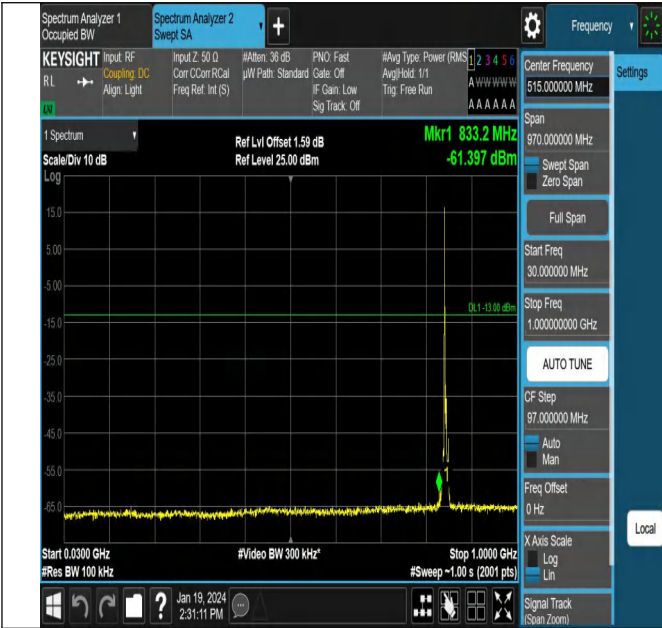 Spectrum Analyzer 1
Occupied BW
Spectrum Analyzer 2
Swept SA
+
Frequency
KEYSIGHT
RL
Input: RF
Coupling: DC
Align: Light
Input Z: 50 Ω
Corr CCorr RCal
Freq Ref: Int (S)
#Atten: 36 dB
µW Path: Standard
PNO: Fast
Gate: Off
IF Gain: Low
Sig Track: Off
#Avg Type: Power (RMS
Avg|Hold: 1/1
Trig: Free Run
1 2 3 4 5 6
A W W W W W
A A A A A A
1 Spectrum
Scale/Div 10 dB
Ref Lvl Offset 1.59 dB
Ref Level 25.00 dBm
Mkr1 833.2 MHz
-61.397 dBm
Log
15.0
5.00
-5.00
DL1 -13.00 dBm
-15.0
-25.0
-35.0
-45.0
-55.0
-65.0
Start 0.0300 GHz
#Res BW 100 kHz
#Video BW 300 kHz*
Stop 1.0000 GHz
#Sweep ~1.00 s (2001 pts)
?
Jan 19, 2024
2:31:11 PM
Center Frequency
515.000000 MHz
Settings
Span
970.000000 MHz
Swept Span
Zero Span
Full Span
Start Freq
30.000000 MHz
Stop Freq
1.000000000 GHz
AUTO TUNE
CF Step
97.000000 MHz
Auto
Man
Freq Offset
0 Hz
X Axis Scale
Log
Lin
Local
Signal Track
(Span Zoom)